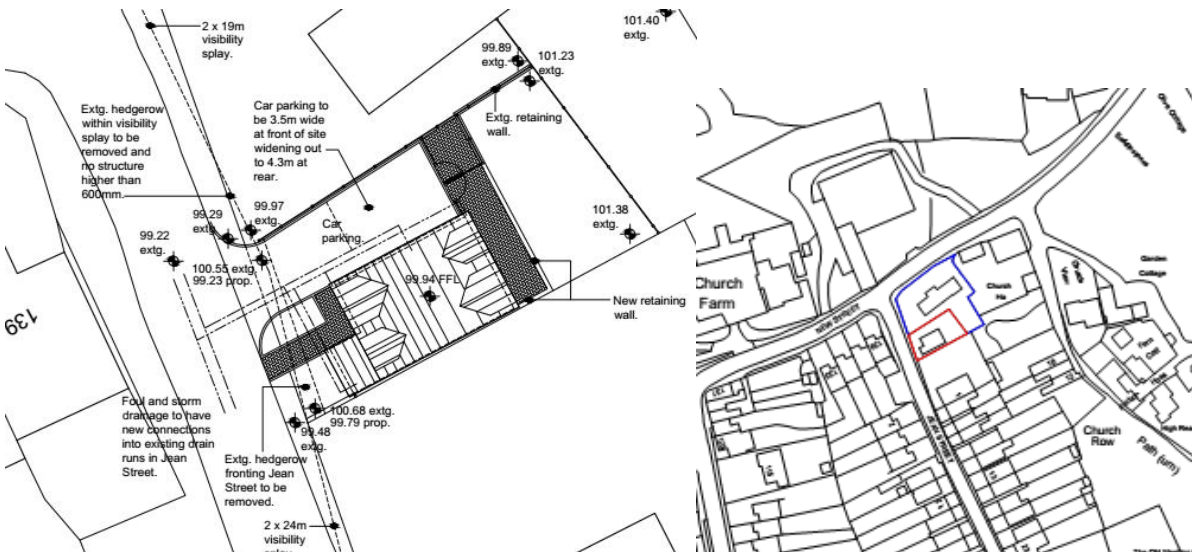 2 x 19m
visibility
splay.
99.89
extg.
101.23
extg.
101.40
extg.
Extg. hedgerow
within visibility
splay to be
removed and
no structure
higher than
600mm.
Car parking to
be 3.5m wide
at front of site
widening out
to 4.3m at
rear.
Extg. retaining
wall.
99.29
extg.
99.97
extg.
Car
parking.
101.38
extg.
99.22
extg.
100.55 extg.
99.23 prop.
99.94 FFL
New retaining
wall.
139
Foul and storm
drainage to have
new connections
into existing drain
runs in Jean
Street.
100.68 extg.
99.79 prop.
99.48
extg.
Extg. hedgerow
fronting Jean
Street to be
removed.
2 x 24m
visibility
splay
Church
Farm
NEW STREET
Church
Ho
Garden
Cottage
View
Church
Row
Path (um)